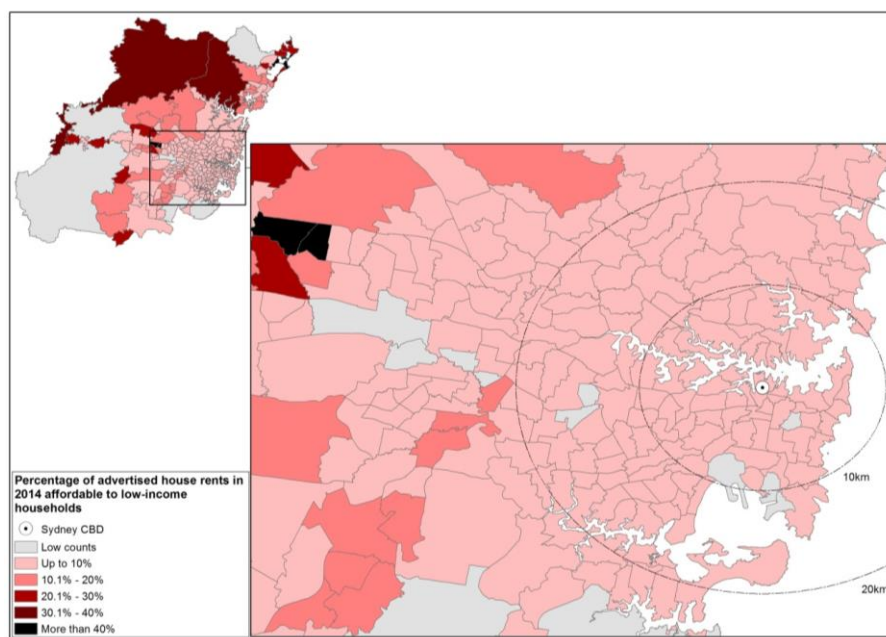 Percentage of advertised house rents in
2014 affordable to low-income
households
Sydney CBD
Low counts
Up to 10%
10.1% - 20%
20.1% - 30%
30.1% - 40%
More than 40%
10km
20km